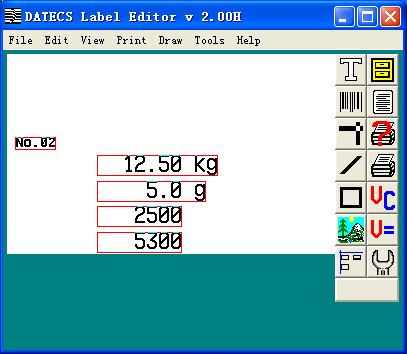 DATECS Label Editor v 2.00H
File Edit View Print Draw Tools Help
No.02
12.50 kg
5.0 g
2500
5300
T
?
VC
V=